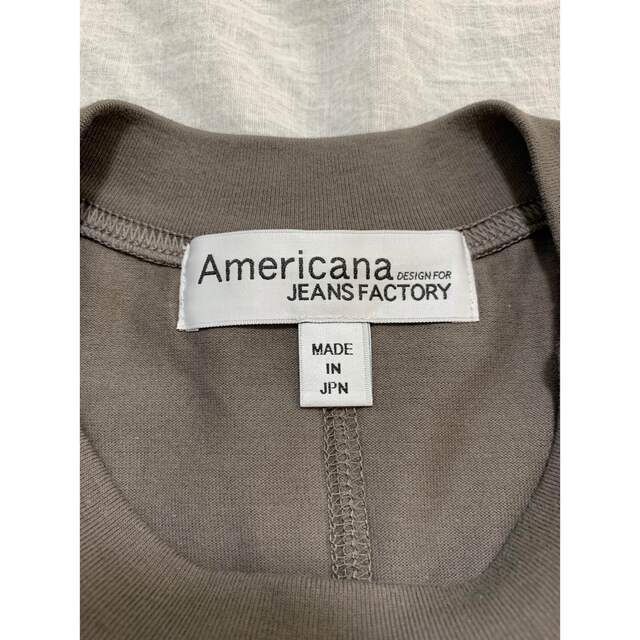 Americana DESIGN FOR
JEANS FACTORY
MADE
IN
JPN